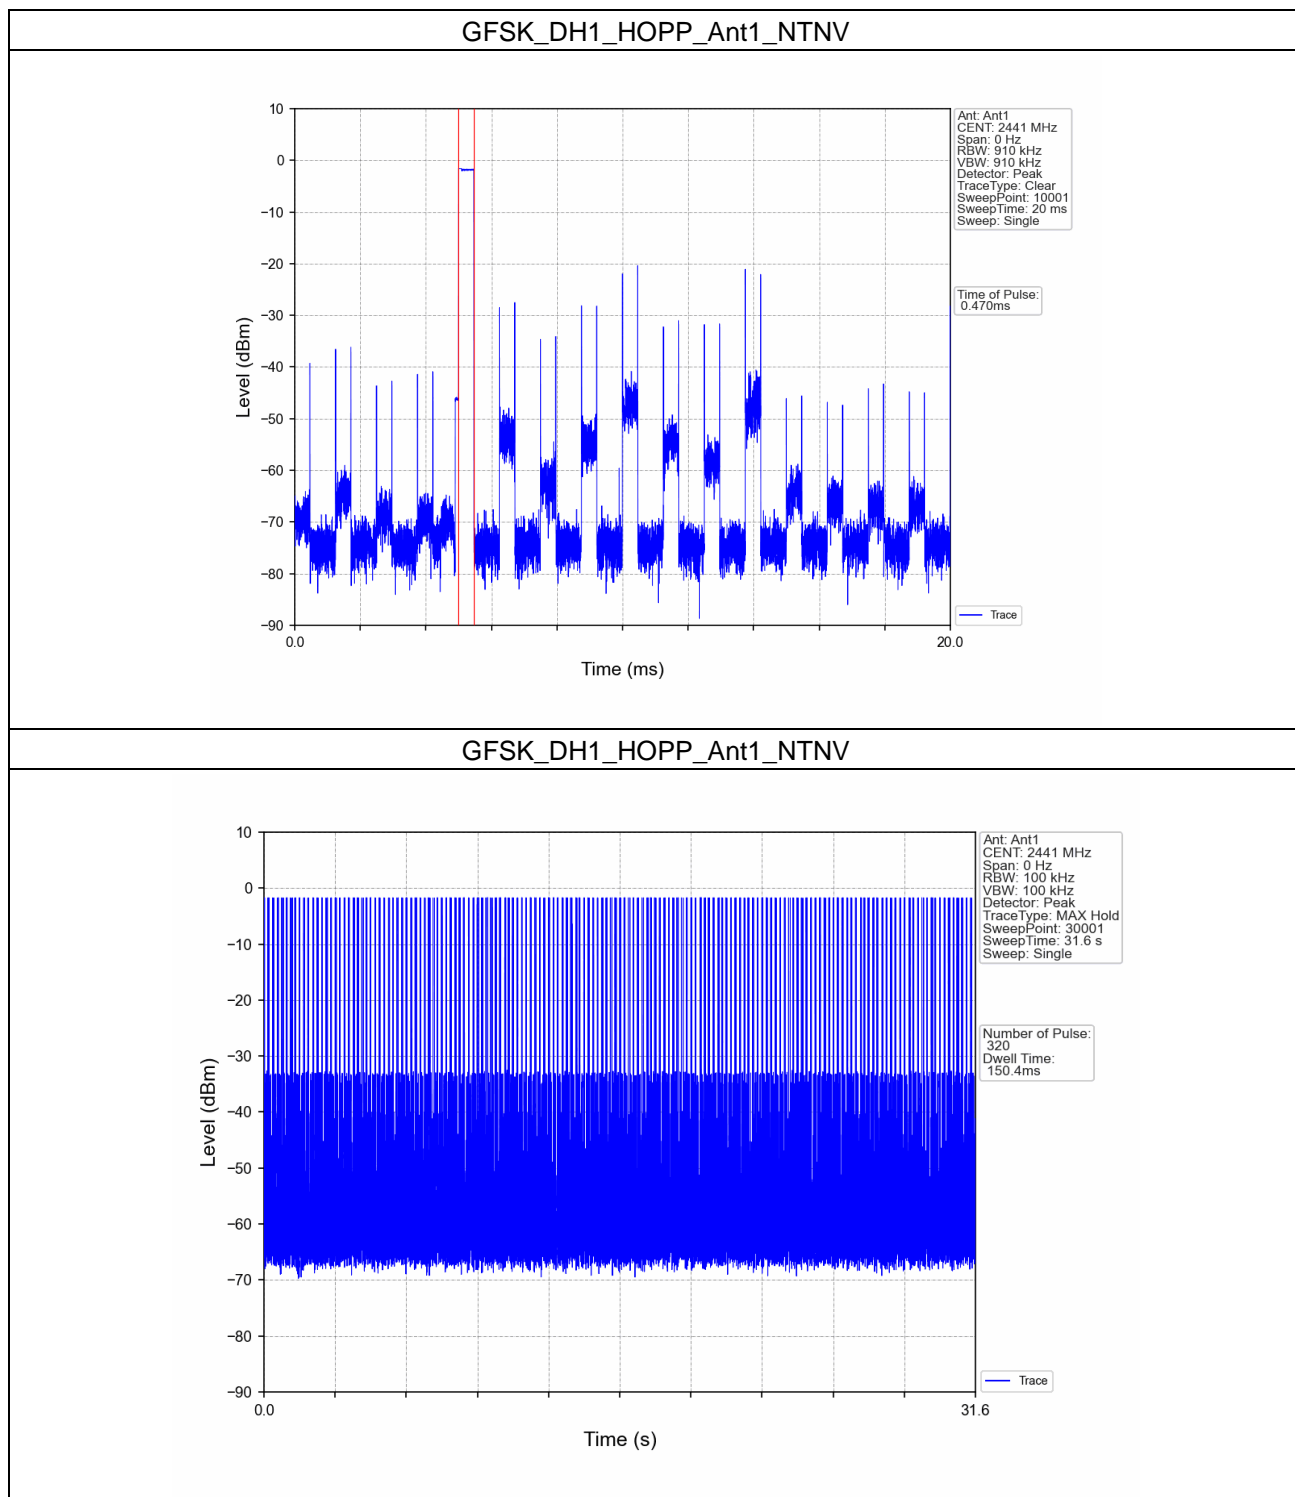 GFSK_DH1_HOPP_Ant1_NTNV
10
0
−10
−20
−30
−40
−50
−60
−70
−80
−90
Level (dBm)
0.0
20.0
Time (ms)
Ant: Ant1
CENT: 2441 MHz
Span: 0 Hz
RBW: 910 kHz
VBW: 910 kHz
Detector: Peak
TraceType: Clear
SweepPoint: 10001
SweepTime: 20 ms
Sweep: Single
Time of Pulse:
0.470ms
Trace
GFSK_DH1_HOPP_Ant1_NTNV
10
0
−10
−20
−30
−40
−50
−60
−70
−80
−90
Level (dBm)
0.0
31.6
Time (s)
Ant: Ant1
CENT: 2441 MHz
Span: 0 Hz
RBW: 100 kHz
VBW: 100 kHz
Detector: Peak
TraceType: MAX Hold
SweepPoint: 30001
SweepTime: 31.6 s
Sweep: Single
Number of Pulse:
320
Dwell Time:
150.4ms
Trace